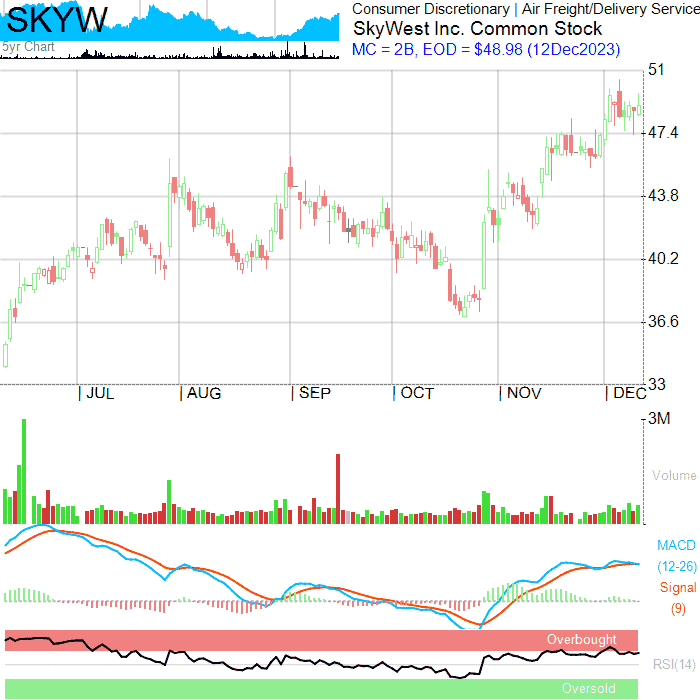 SKYW
5yr Chart
Consumer Discretionary | Air Freight/Delivery Service
SkyWest Inc. Common Stock
MC = 2B, EOD = $48.98 (12Dec2023)
51
47.4
43.8
40.2
36.6
33
JUL
AUG
SEP
OCT
NOV
DEC
3M
Volume
MACD
(12-26)
Signal
(9)
Overbought
RSI(14)
Oversold